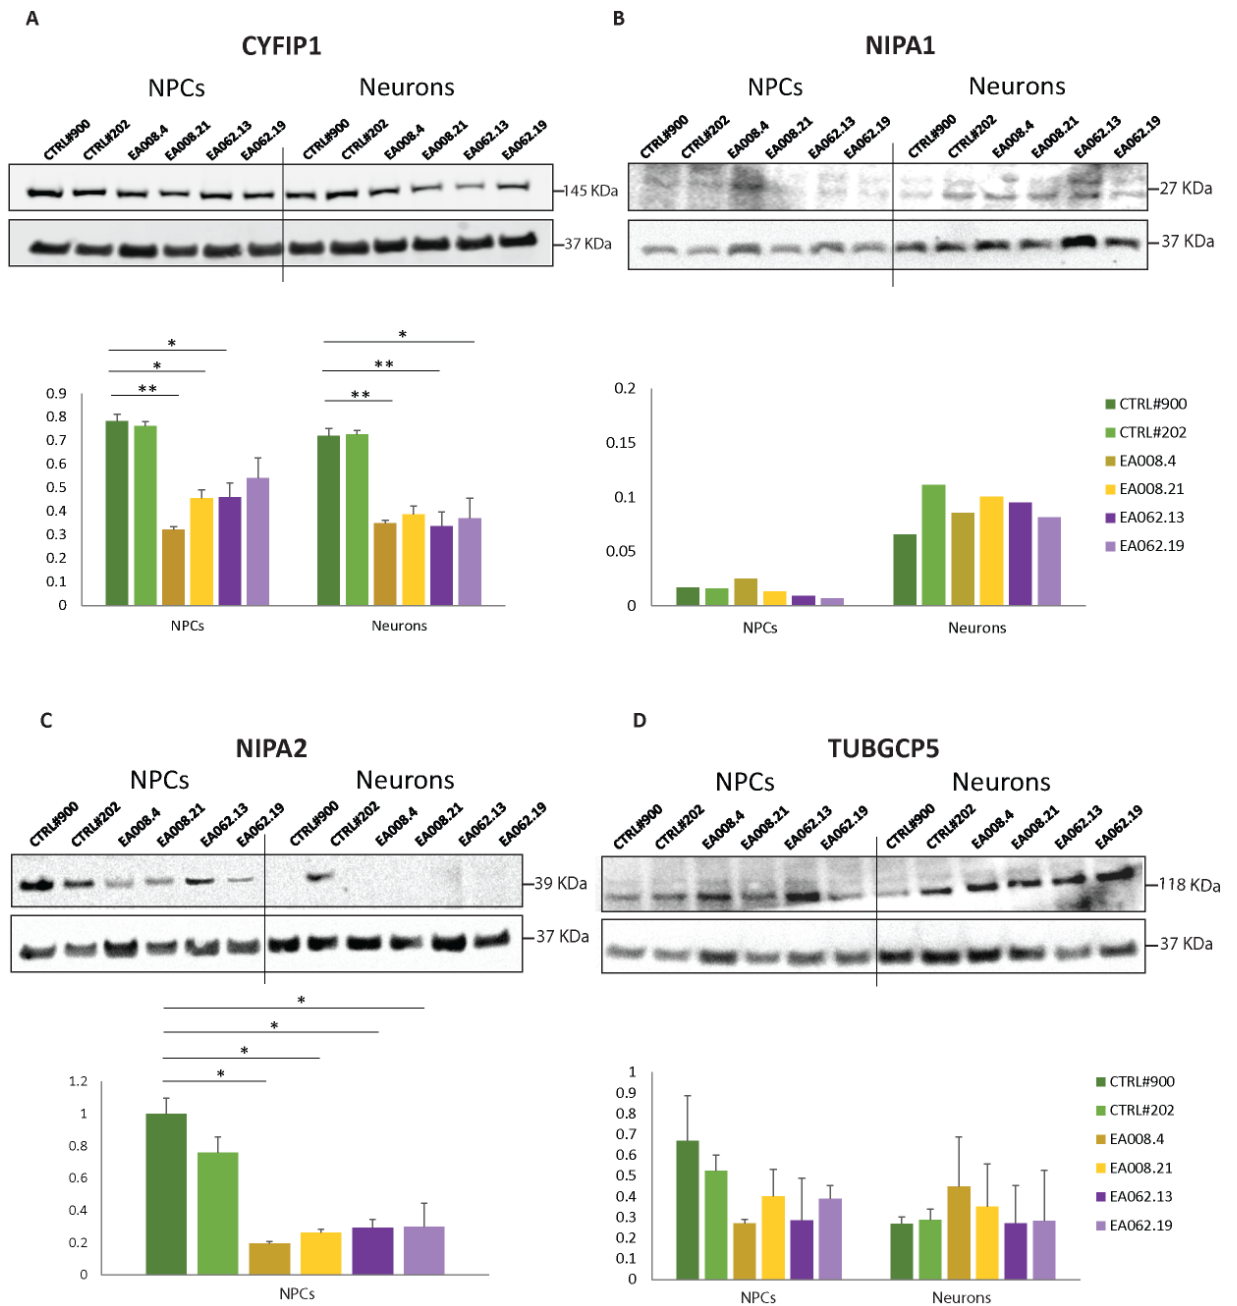 A
CYFIP1
NPCs Neurons
CTRL#900 CTRL#202 EA008.4 EA008.21 EA062.13 EA062.19 CTRL#900 CTRL#202 EA008.4 EA008.21 EA062.13 EA062.19
145 KDa
37 KDa
* *
* **
** **
0.9
0.8
0.7
0.6
0.5
0.4
0.3
0.2
0.1
0
NPCs Neurons
B
NIPA1
NPCs Neurons
CTRL#900 CTRL#202 EA008.4 EA008.21 EA062.13 EA062.19 CTRL#900 CTRL#202 EA008.4 EA008.21 EA062.13 EA062.19
27 KDa
37 KDa
0.2
0.15
0.1
0.05
0
NPCs Neurons
CTRL#900
CTRL#202
EA008.4
EA008.21
EA062.13
EA062.19
C
NIPA2
NPCs Neurons
CTRL#900 CTRL#202 EA008.4 EA008.21 EA062.13 EA062.19 CTRL#900 CTRL#202 EA008.4 EA008.21 EA062.13 EA062.19
39 KDa
37 KDa
*
*
*
*
1.2
1
0.8
0.6
0.4
0.2
0
NPCs
D
TUBGCP5
NPCs Neurons
CTRL#900 CTRL#202 EA008.4 EA008.21 EA062.13 EA062.19 CTRL#900 CTRL#202 EA008.4 EA008.21 EA062.13 EA062.19
118 KDa
37 KDa
1
0.9
0.8
0.7
0.6
0.5
0.4
0.3
0.2
0.1
0
NPCs Neurons
CTRL#900
CTRL#202
EA008.4
EA008.21
EA062.13
EA062.19